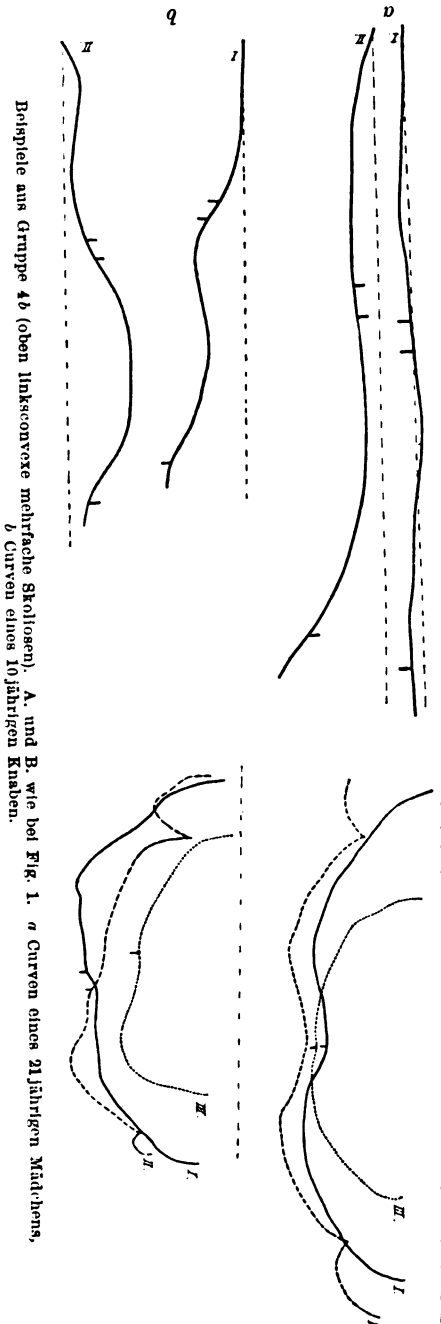 a
I
II
b
I
II
I.
III.
I.
II.
III.
Beispiele aus Gruppe 4b (oben linksconvexe mehrfache Skoliosen). A. und B. wie bei Fig. 1. a Curven eines 21jährigen Mädchens,
b Curven eines 10jährigen Knaben.